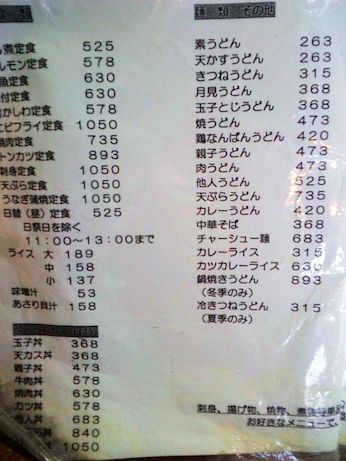 煮定食 525
ルモン定食 578
魚定食 630
付定食 630
かしわ定食 578
エビフライ定食 1050
焼肉定食 735
トンカツ定食 893
刺身定食 1050
天ぷら定食 1050
うなぎ蒲焼定食 1050
日替(昼)定食 525
日祭日を除く
11:00~13:00まで
ライス 大 189
中 158
小 137
味噌汁 53
あさり貝汁 158
玉子丼 368
天カス丼 368
親子丼 473
牛肉丼 578
焼肉丼 630
カツ丼 578
他人丼 683
丼 840
1050
麺 類 その他
素うどん 263
天かすうどん 263
きつねうどん 315
月見うどん 368
玉子とじうどん 368
焼うどん 473
鶏なんばんうどん 420
親子うどん 473
肉うどん 473
他人うどん 525
天ぷらうどん 735
カレーうどん 420
中華そば 368
チャーシュー麺 683
カレーライス 315
カツカレーライス 630
鍋焼きうどん 893
(冬季のみ)
冷きつねうどん 315
(夏季のみ)
刺身、揚げ物、焼物、煮
お好きなメニューで、